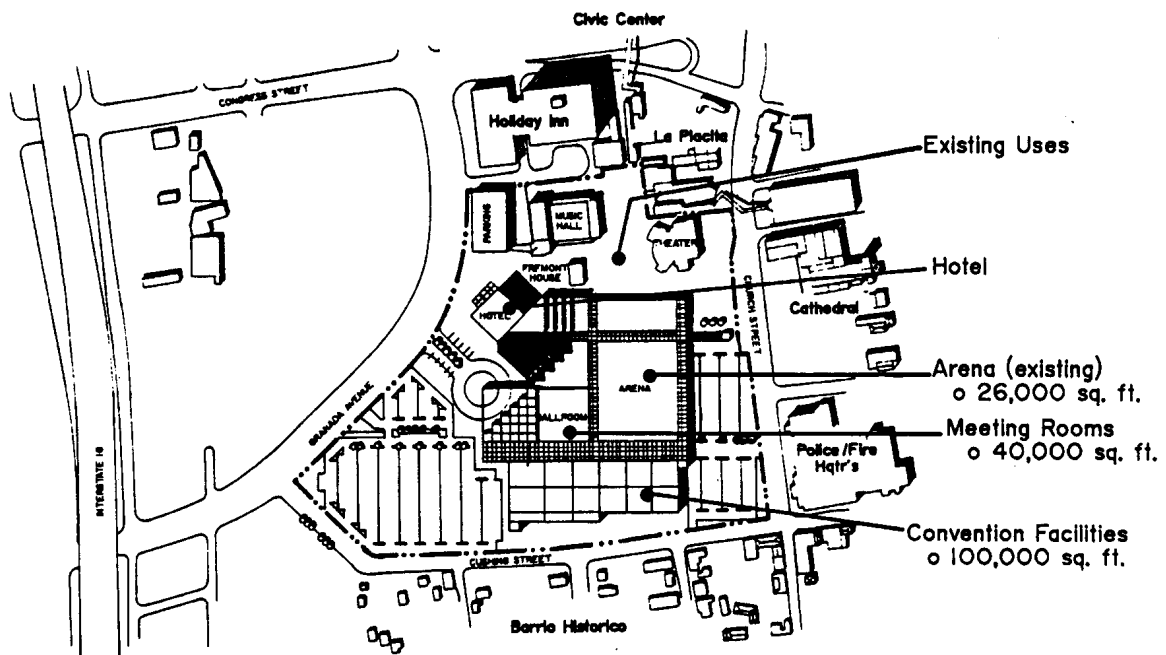 Civic Center
CONGRESS STREET
Holiday Inn
La Placita
Existing Uses
PARKING
MUSIC
HALL
THEATER
FREMONT
HOUSE
Hotel
HOTEL
CHURCH STREET
Cathedral
ARENA
Arena (existing)
o 26,000 sq. ft.
GRANADA AVENUE
BALLROOM
Meeting Rooms
o 40,000 sq. ft.
Police/Fire
Hqtr's
INTERSTATE 10
Convention Facilities
o 100,000 sq. ft.
CUSHING STREET
Barrio Historico